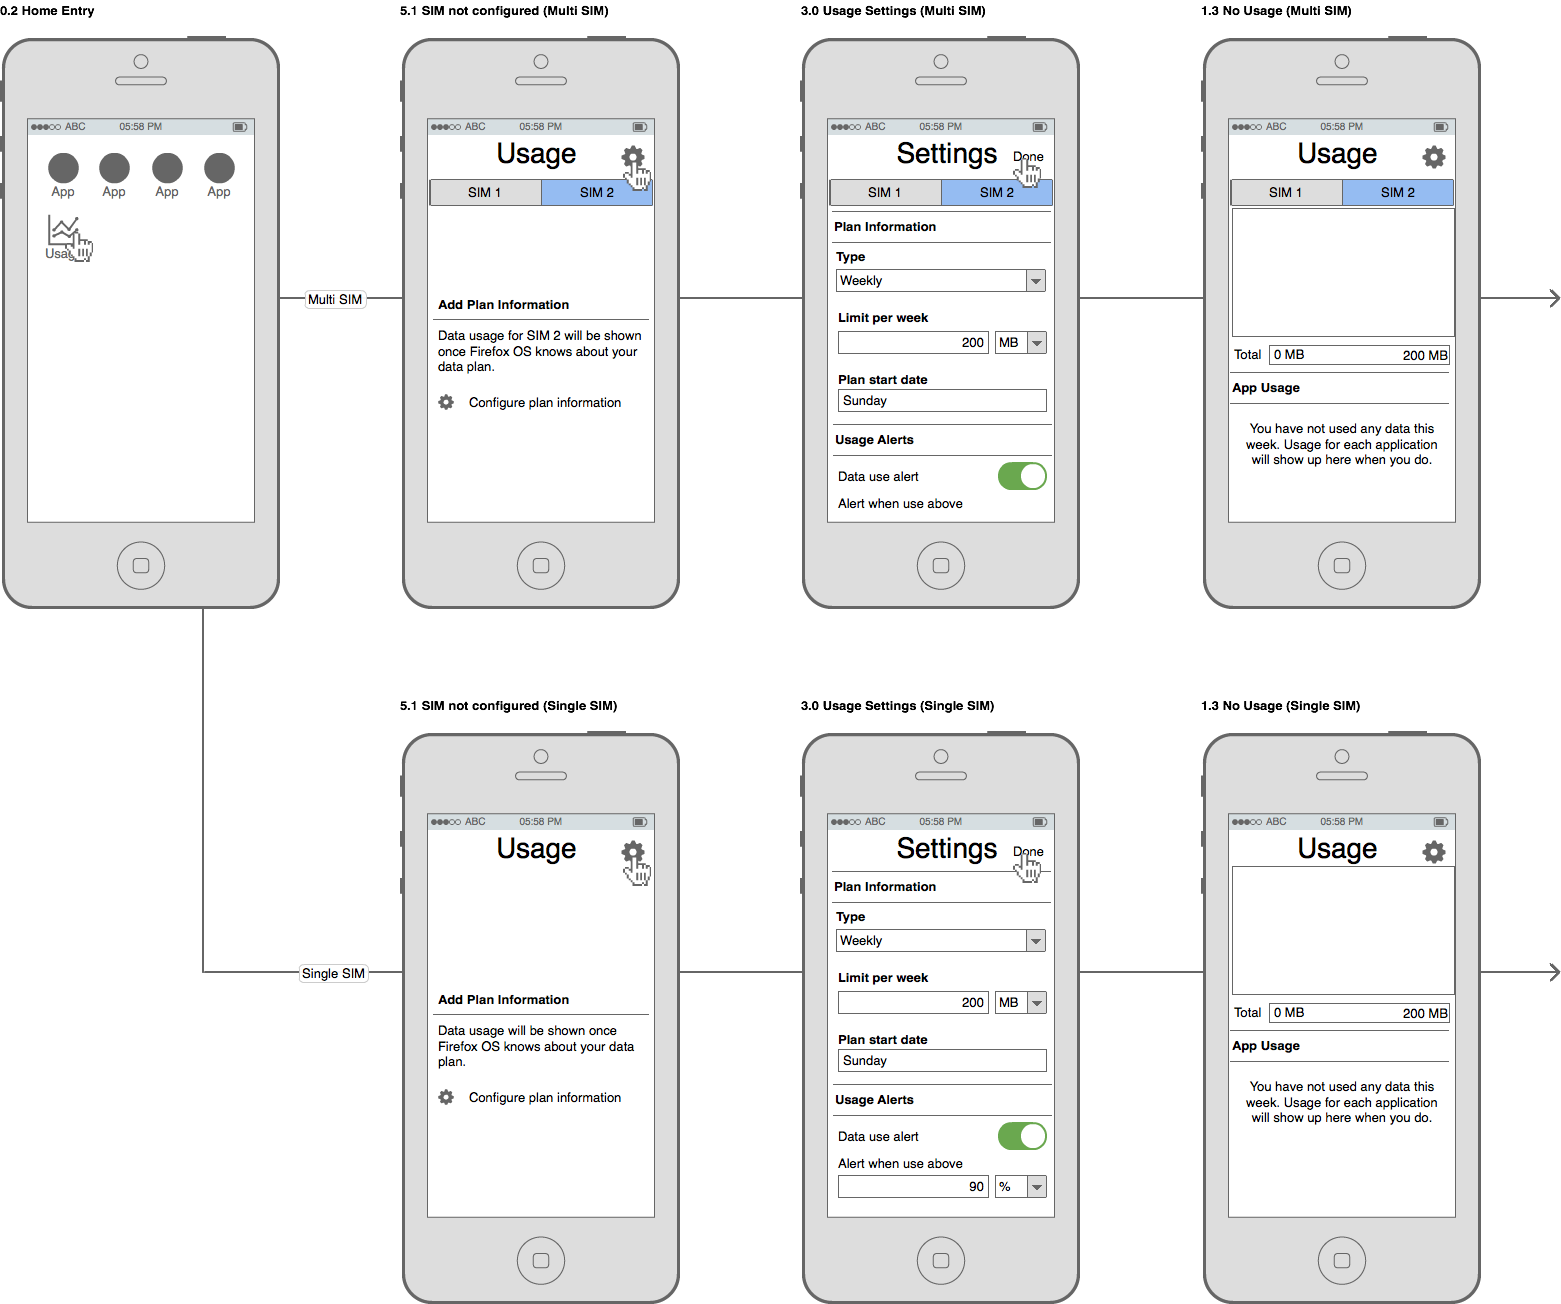 0.2 Home Entry
ABC 05:58 PM
App App App App
Usage
Multi SIM
5.1 SIM not configured (Multi SIM)
ABC 05:58 PM
Usage
SIM 1 SIM 2
Add Plan Information
Data usage for SIM 2 will be shown
once Firefox OS knows about your
data plan.
Configure plan information
3.0 Usage Settings (Multi SIM)
ABC 05:58 PM
Settings Done
SIM 1 SIM 2
Plan Information
Type
Weekly
Limit per week
200 MB
Plan start date
Sunday
Usage Alerts
Data use alert
Alert when use above
1.3 No Usage (Multi SIM)
ABC 05:58 PM
Usage
SIM 1 SIM 2
Total 0 MB 200 MB
App Usage
You have not used any data this
week. Usage for each application
will show up here when you do.
Single SIM
5.1 SIM not configured (Single SIM)
ABC 05:58 PM
Usage
Add Plan Information
Data usage will be shown once
Firefox OS knows about your data
plan.
Configure plan information
3.0 Usage Settings (Single SIM)
ABC 05:58 PM
Settings Done
Plan Information
Type
Weekly
Limit per week
200 MB
Plan start date
Sunday
Usage Alerts
Data use alert
Alert when use above
90 %
1.3 No Usage (Single SIM)
ABC 05:58 PM
Usage
Total 0 MB 200 MB
App Usage
You have not used any data this
week. Usage for each application
will show up here when you do.